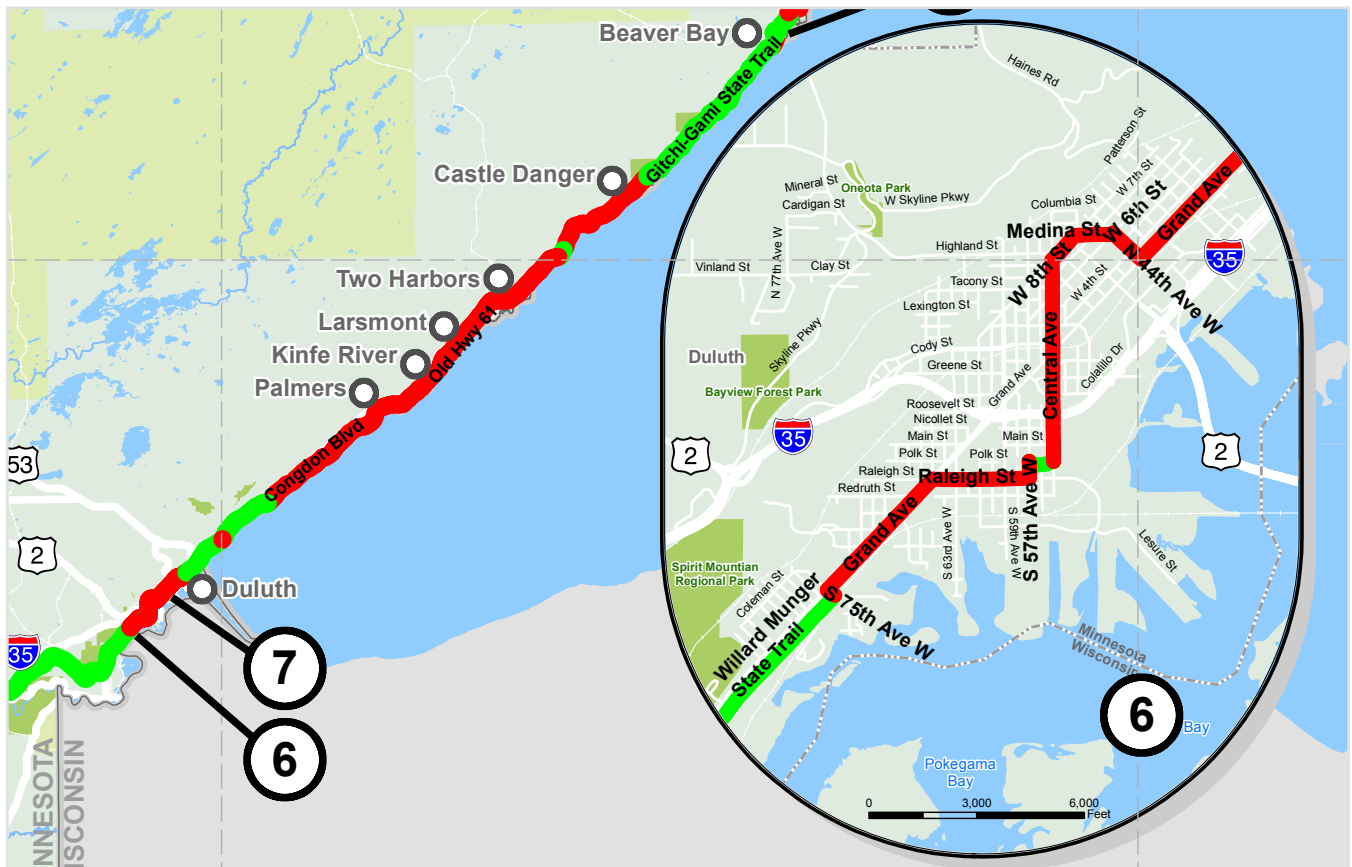 Beaver Bay
Gitchi-Gami State Trail
Castle Danger
Two Harbors
Larsmont
Kinfe River
Old Hwy 61
Palmers
Congdon Blvd
53
2
Duluth
35
7
6
MINNESOTA
WISCONSIN
Haines Rd
Patterson St
W 7th St
Mineral St
Oneota Park
W Skyline Pkwy
Cardigan St
Columbia St
W 6th St
Grand Ave
Medina St
N 77th Ave W
Highland St
W 8th St
N 44th Ave W
35
Vinland St
Clay St
Tacony St
W 4th St
Lexington St
Skyline Pkwy
Cody St
Duluth
Greene St
Central Ave
Colalillo Dr
Grand Ave
Bayview Forest Park
Roosevelt St
Nicollet St
35
Main St
Main St
2
2
Polk St
Polk St
Raleigh St
Raleigh St
Redruth St
S 57th Ave W
S 59th Ave W
S 63rd Ave W
Grand Ave
Lesure St
Spirit Mountian
Regional Park
Coleman St
S 75th Ave W
Willard Munger
State Trail
Minnesota
Wisconsin
6
Bay
Pokegama
Bay
0
3,000
6,000
Feet